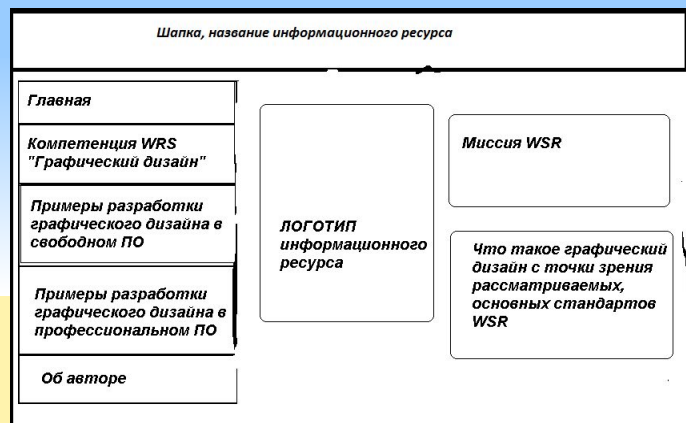 Шапка, название информационного ресурса
Главная
Компетенция WRS
"Графический дизайн"
Примеры разработки
графического дизайна в
свободном ПО
Примеры разработки
графического дизайна в
профессиональном ПО
Об авторе
ЛОГОТИП
информационного
ресурса
Миссия WSR
Что такое графический
дизайн с точки зрения
рассматриваемых,
основных стандартов
WSR